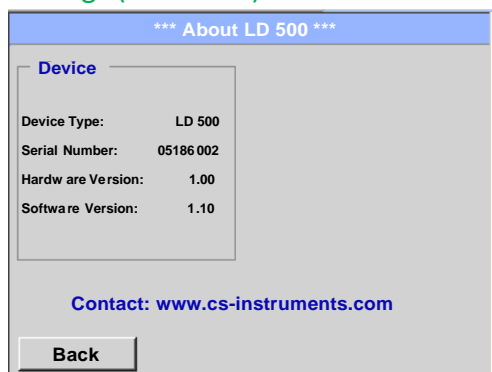 *** About LD 500 ***
Device
Device Type: LD 500
Serial Number: 05186002
Hardware Version: 1.00
Software Version: 1.10
Contact: www.cs-instruments.com
Back